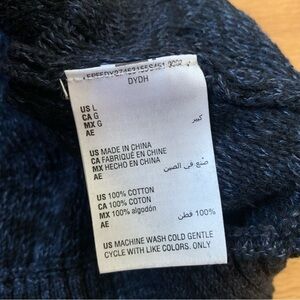 DYDH
US L
CA G
MX G
AE كبير
US MADE IN CHINA
CA FABRIQUÉ EN CHINE
MX HECHO EN CHINA
AE صنع في الصين
US 100% COTTON
CA 100% COTON
MX 100% algodón
AE 100% قطن
US MACHINE WASH COLD GENTLE
CYCLE WITH LIKE COLORS. ONLY